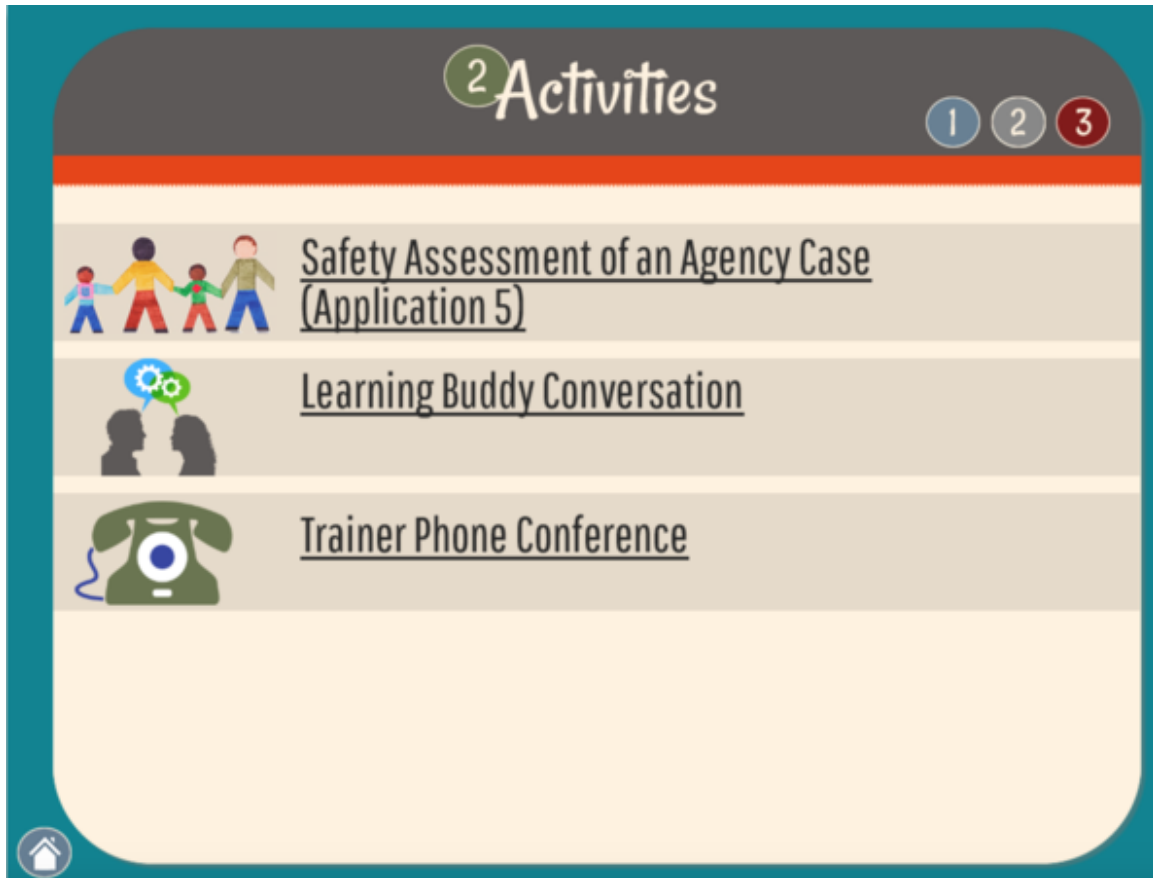 2 Activities
1 2 3
Safety Assessment of an Agency Case
(Application 5)
Learning Buddy Conversation
Trainer Phone Conference